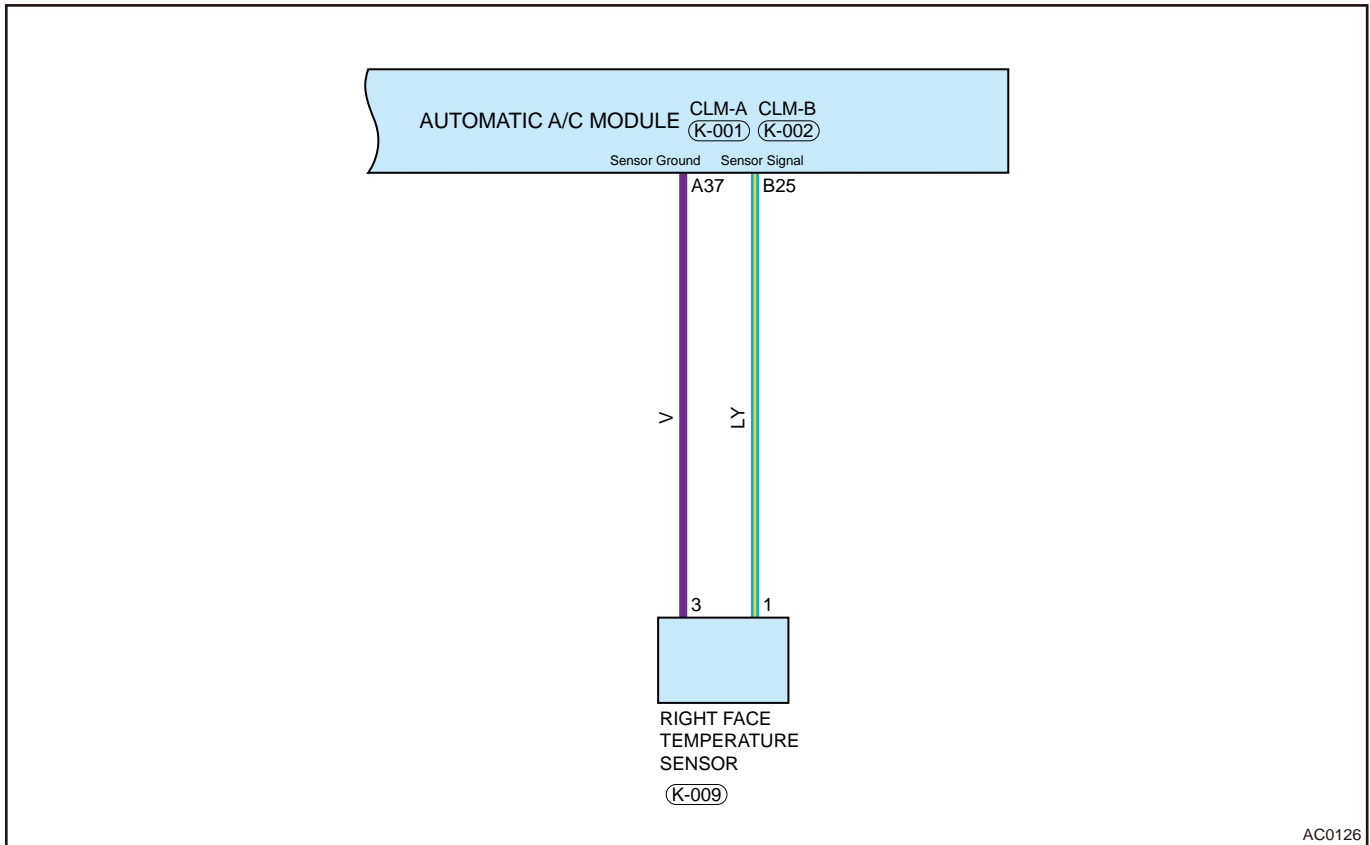 AUTOMATIC A/C MODULE
CLM-A CLM-B
K-001 K-002
Sensor Ground Sensor Signal
A37 B25
V LY
3 1
RIGHT FACE
TEMPERATURE
SENSOR
K-009
AC0126